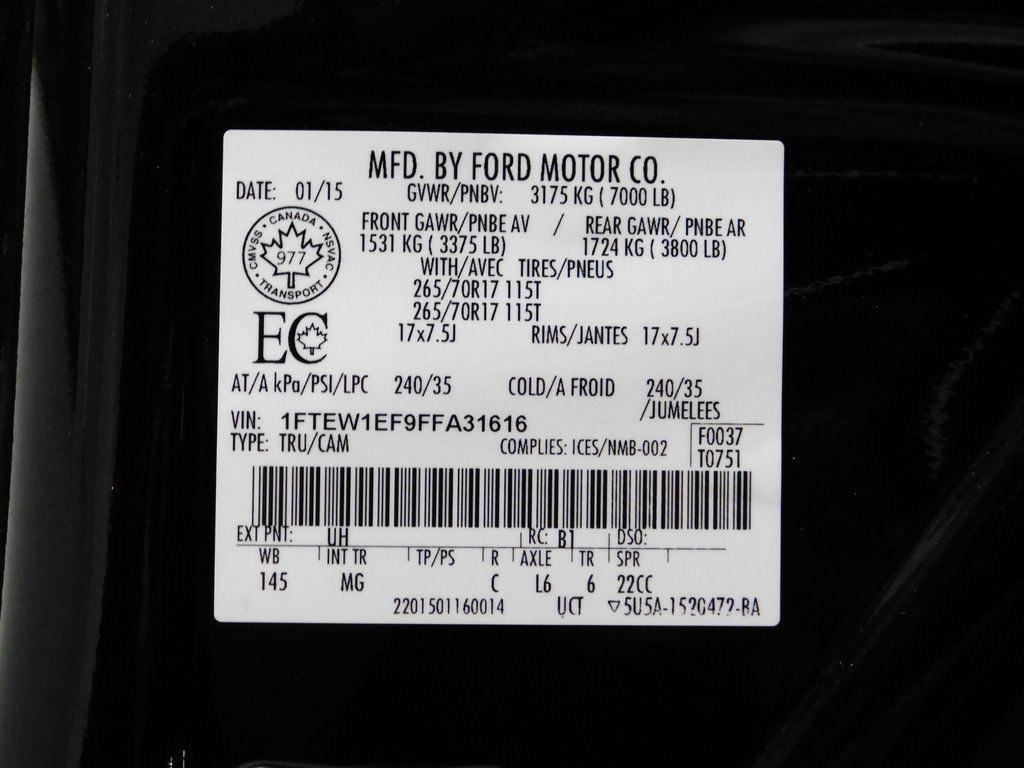 MFD. BY FORD MOTOR CO.
DATE: 01/15 GVWR/PNBV: 3175 KG ( 7000 LB)
FRONT GAWR/PNBE AV / REAR GAWR/ PNBE AR
1531 KG ( 3375 LB) 1724 KG ( 3800 LB)
WITH/AVEC TIRES/PNEUS
265/70R17 115T
265/70R17 115T
17x7.5J RIMS/JANTES 17x7.5J
CANADA
CMVSS 977 NSVAC
TRANSPORT
EC
AT/A kPa/PSI/LPC 240/35 COLD/A FROID 240/35
/JUMELEES
VIN: 1FTEW1EF9FFA31616
TYPE: TRU/CAM COMPLIES: ICES/NMB-002
F0037
T0751
EXT PNT: UH RC: B1 DSO:
WB INT TR TP/PS R AXLE TR SPR
145 MG C L6 6 22CC
2201501160014 UCT ▽5U5A-1520472-BA